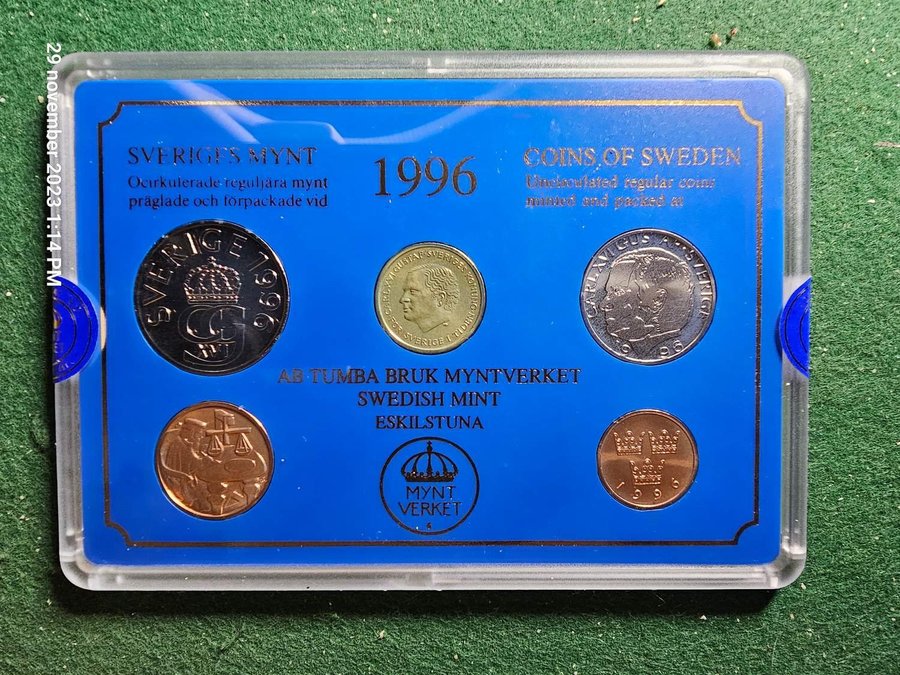 29 november 2023 1:14 PM
SVERIGES MYNT
Ocirkulerade reguljära mynt
präglade och förpackade vid
1996
COINS OF SWEDEN
Uncirculated regular coins
minted and packed at
SVERIGE 1996
CARL XVI GUSTAF SVERIGES KONUNG
FÖR SVERIGE I TIDEN
CARL XVI GUSTAF SVERIGE
1996
AB TUMBA BRUK MYNTVERKET
SWEDISH MINT
ESKILSTUNA
MYNT
VERKET
1996